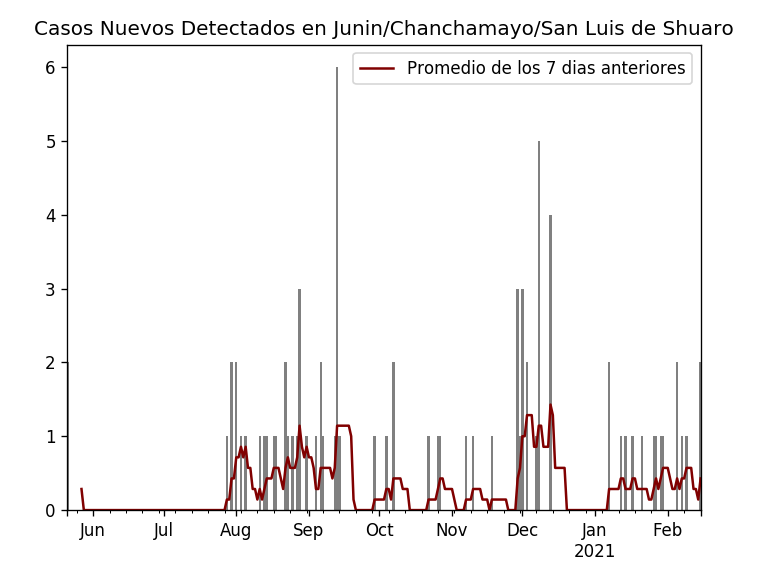 Casos Nuevos Detectados en Junin/Chanchamayo/San Luis de Shuaro
Promedio de los 7 dias anteriores
6
5
4
3
2
1
0
Jun Jul Aug Sep Oct Nov Dec Jan Feb
2021